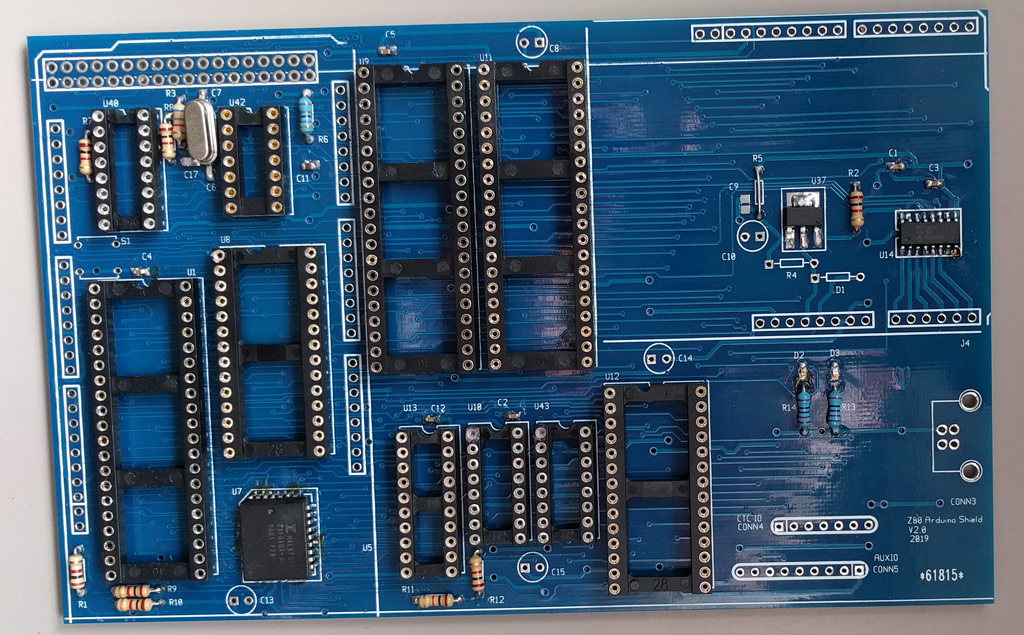 C5
C8
U9
U11
R3
C7
U40
R8
U42
R6
C17
C6
C11
R5
U37
R2
C1
C3
C9
C10
U14
R4
D1
S1
U8
C4
U1
J4
C14
D2
D3
U12
R14
R13
U13
C12
U10
C2
U43
28
U7
U5
CONN3
CTC IO
CONN4
Z80 Arduino Shield
V2.0
2019
AUXIO
CONN5
*61815*
28
C15
R1
R9
R10
C13
R11
R12